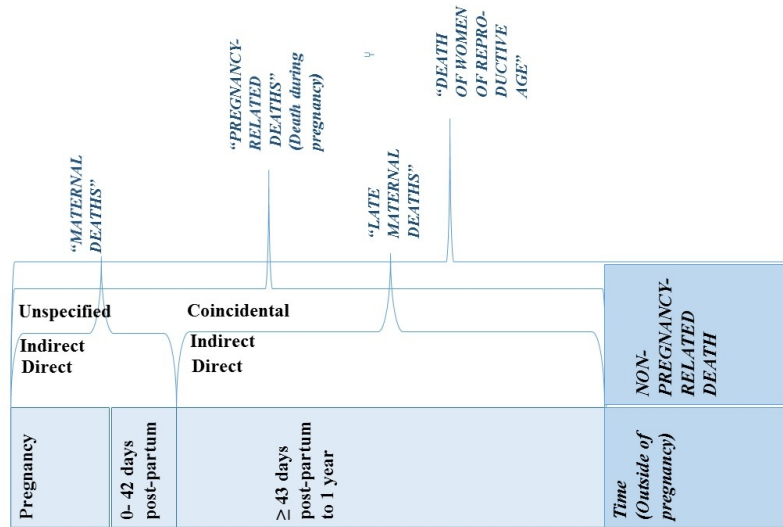 “MATERNAL
DEATHS”
“PREGNANCY-
RELATED
DEATHS”
(Death during
pregnancy)
“LATE
MATERNAL
DEATHS”
Y
“DEATH
OF WOMEN
OF REPRO-
DUCTIVE
AGE”
Unspecified
Indirect
Direct
Coincidental
Indirect
Direct
NON-
PREGNANCY-
RELATED
DEATH
Pregnancy
0- 42 days
post-partum
≥ 43 days
post-partum
to 1 year
Time
(Outside of
pregnancy)